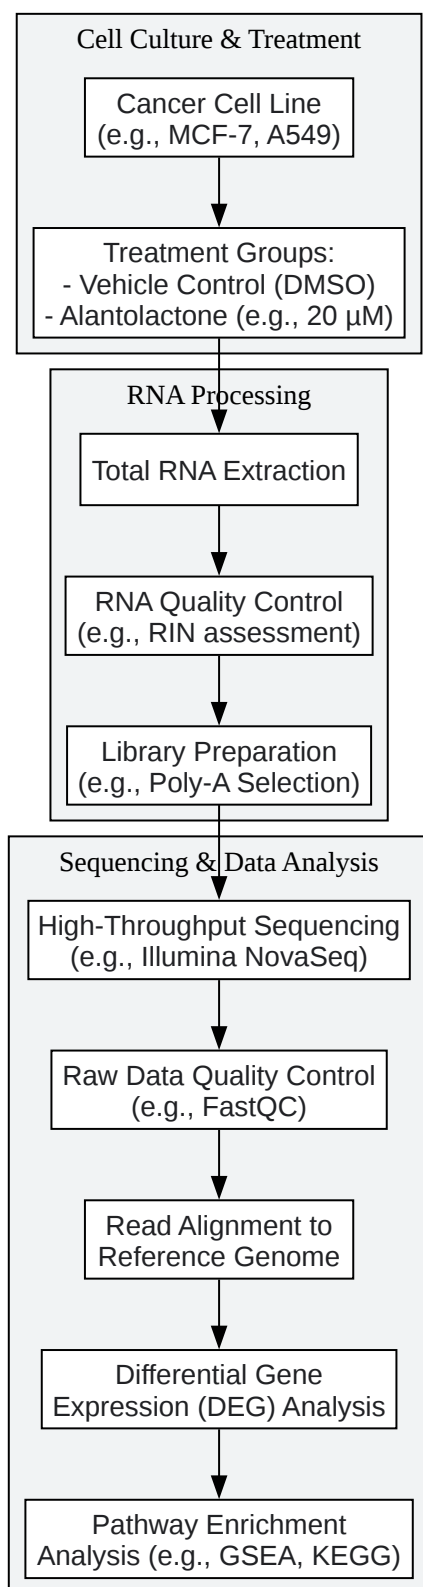 Cell Culture & Treatment
Cancer Cell Line
(e.g., MCF-7, A549)
Treatment Groups:
- Vehicle Control (DMSO)
- Alantolactone (e.g., 20 µM)
RNA Processing
Total RNA Extraction
RNA Quality Control
(e.g., RIN assessment)
Library Preparation
(e.g., Poly-A Selection)
Sequencing & Data Analysis
High-Throughput Sequencing
(e.g., Illumina NovaSeq)
Raw Data Quality Control
(e.g., FastQC)
Read Alignment to
Reference Genome
Differential Gene
Expression (DEG) Analysis
Pathway Enrichment
Analysis (e.g., GSEA, KEGG)